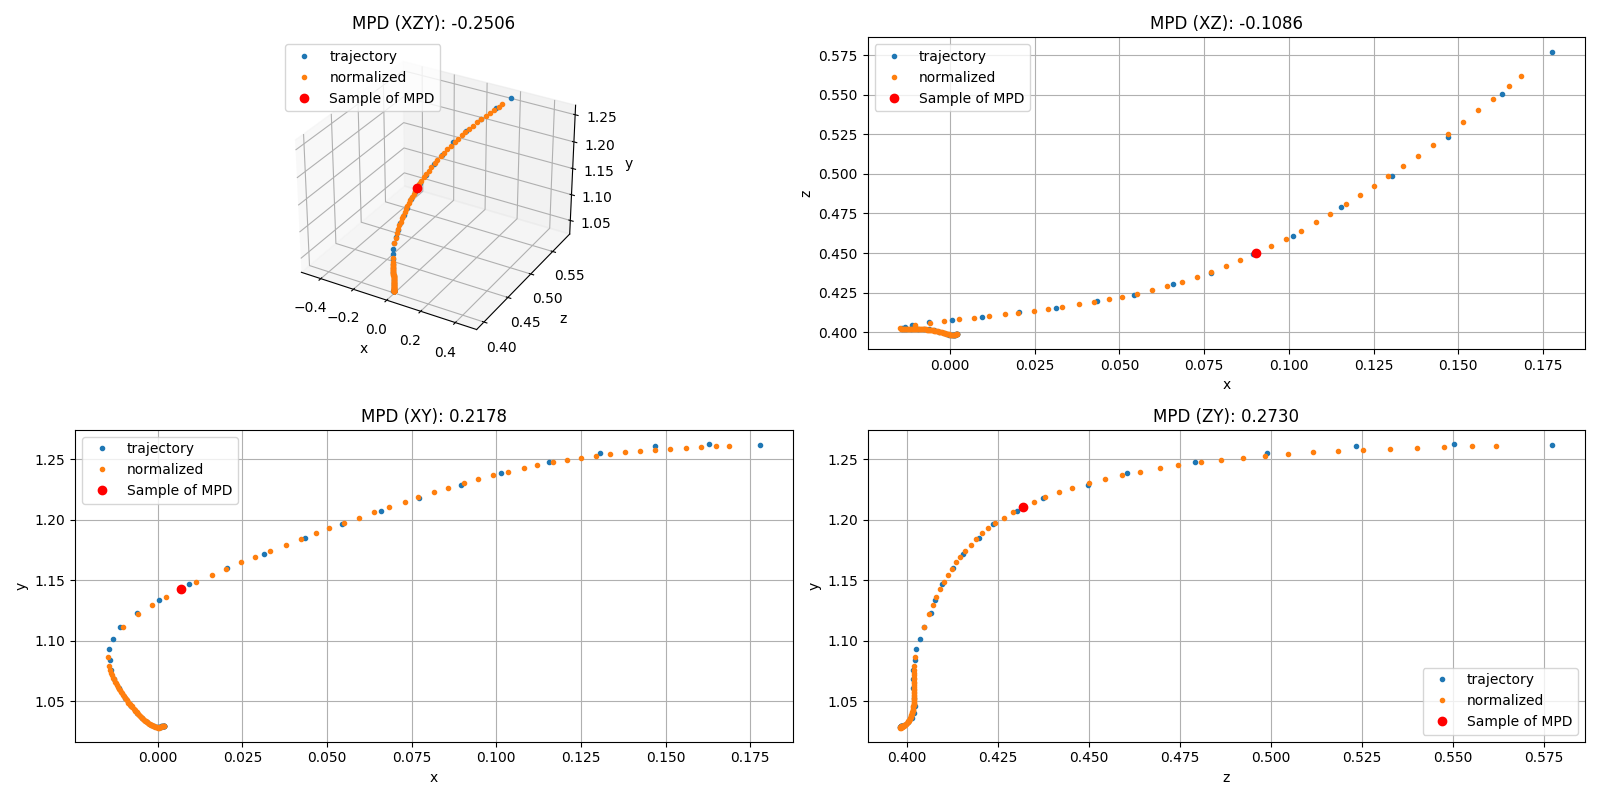 MPD (XZY): -0.2506
trajectory
normalized
Sample of MPD
1.25
1.20
1.15
1.10
1.05
y
0.55
0.50
0.45
0.40
z
−0.4
−0.2
0.0
0.2
0.4
x
MPD (XZ): -0.1086
trajectory
normalized
Sample of MPD
0.575
0.550
0.525
0.500
0.475
0.450
0.425
0.400
z
0.000 0.025 0.050 0.075 0.100 0.125 0.150 0.175
x
MPD (XY): 0.2178
trajectory
normalized
Sample of MPD
1.25
1.20
1.15
1.10
1.05
y
0.000 0.025 0.050 0.075 0.100 0.125 0.150 0.175
x
MPD (ZY): 0.2730
1.25
1.20
1.15
1.10
1.05
y
trajectory
normalized
Sample of MPD
0.400 0.425 0.450 0.475 0.500 0.525 0.550 0.575
z